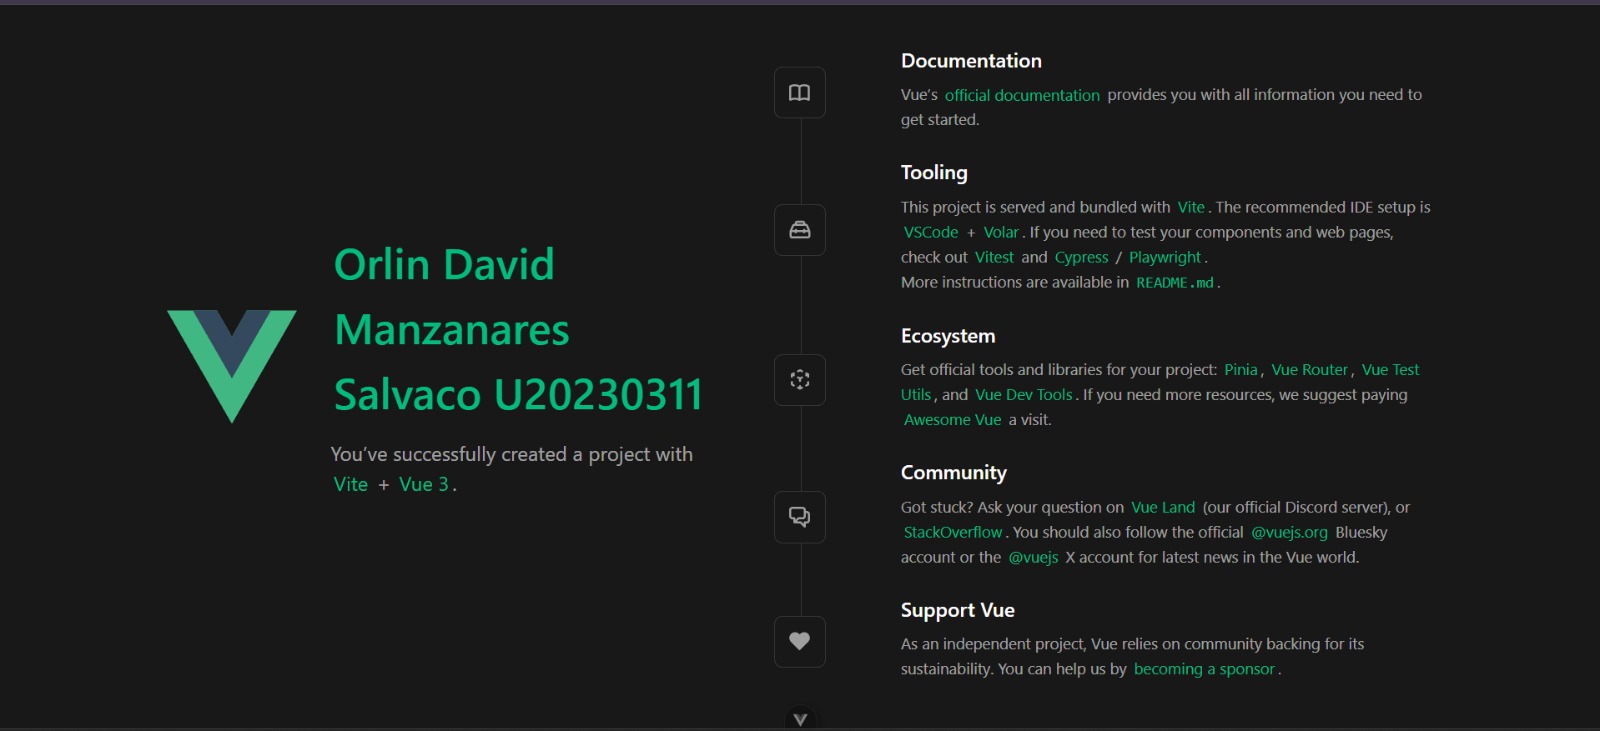 Orlin David
Manzanares
Salvaco U20230311
You’ve successfully created a project with
Vite + Vue 3.
Documentation
Vue’s official documentation provides you with all information you need to
get started.
Tooling
This project is served and bundled with Vite. The recommended IDE setup is
VSCode + Volar. If you need to test your components and web pages,
check out Vitest and Cypress / Playwright.
More instructions are available in README.md.
Ecosystem
Get official tools and libraries for your project: Pinia, Vue Router, Vue Test
Utils, and Vue Dev Tools. If you need more resources, we suggest paying
Awesome Vue a visit.
Community
Got stuck? Ask your question on Vue Land (our official Discord server), or
StackOverflow. You should also follow the official @vuejs.org Bluesky
account or the @vuejs X account for latest news in the Vue world.
Support Vue
As an independent project, Vue relies on community backing for its
sustainability. You can help us by becoming a sponsor.